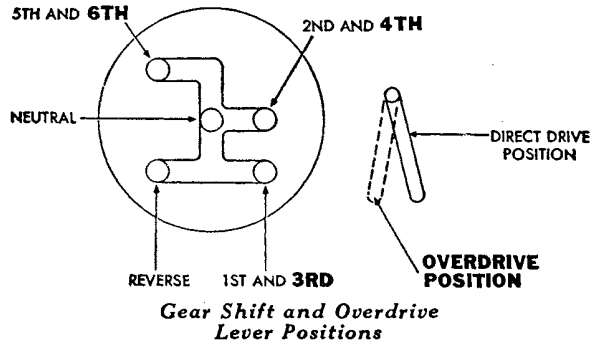 5TH AND 6TH
2ND AND 4TH
NEUTRAL
DIRECT DRIVE
POSITION
OVERDRIVE
POSITION
REVERSE
1ST AND 3RD
Gear Shift and Overdrive
Lever Positions